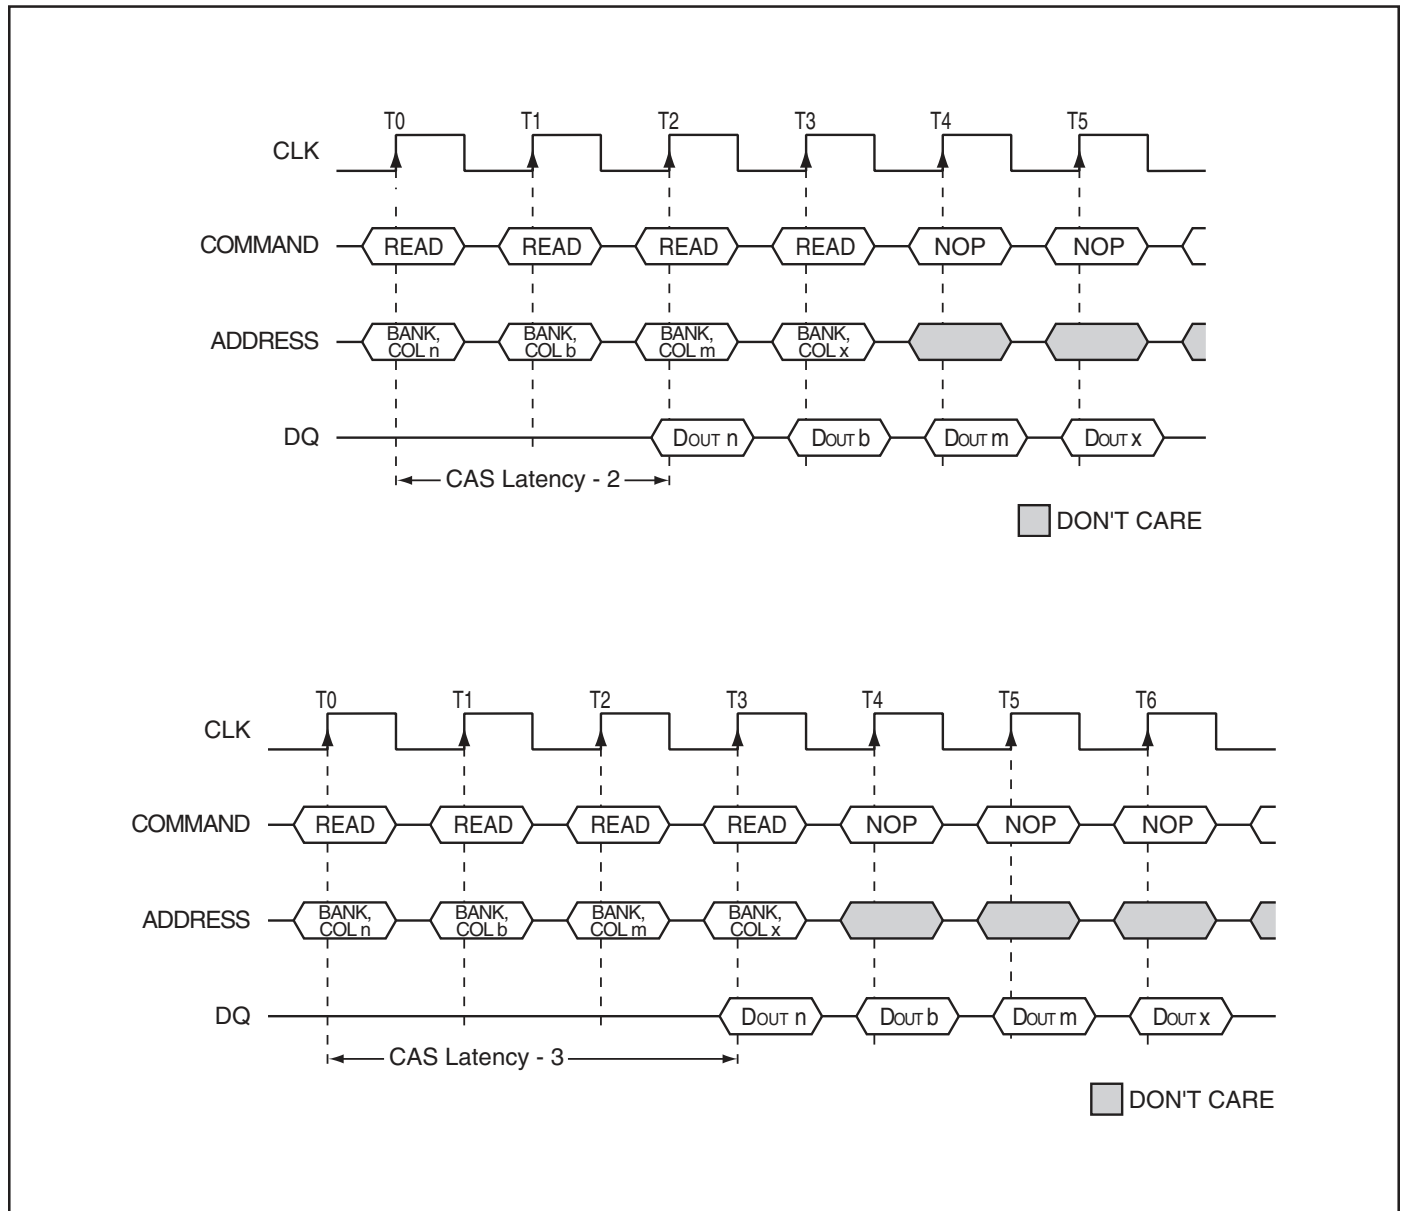 T0 T1 T2 T3 T4 T5
CLK
COMMAND READ READ READ READ NOP NOP
ADDRESS BANK, COL n BANK, COL b BANK, COL m BANK, COL x
DQ DOUT n DOUT b DOUT m DOUT x
CAS Latency - 2
DON'T CARE
T0 T1 T2 T3 T4 T5 T6
CLK
COMMAND READ READ READ READ NOP NOP NOP
ADDRESS BANK, COL n BANK, COL b BANK, COL m BANK, COL x
DQ DOUT n DOUT b DOUT m DOUT x
CAS Latency - 3
DON'T CARE